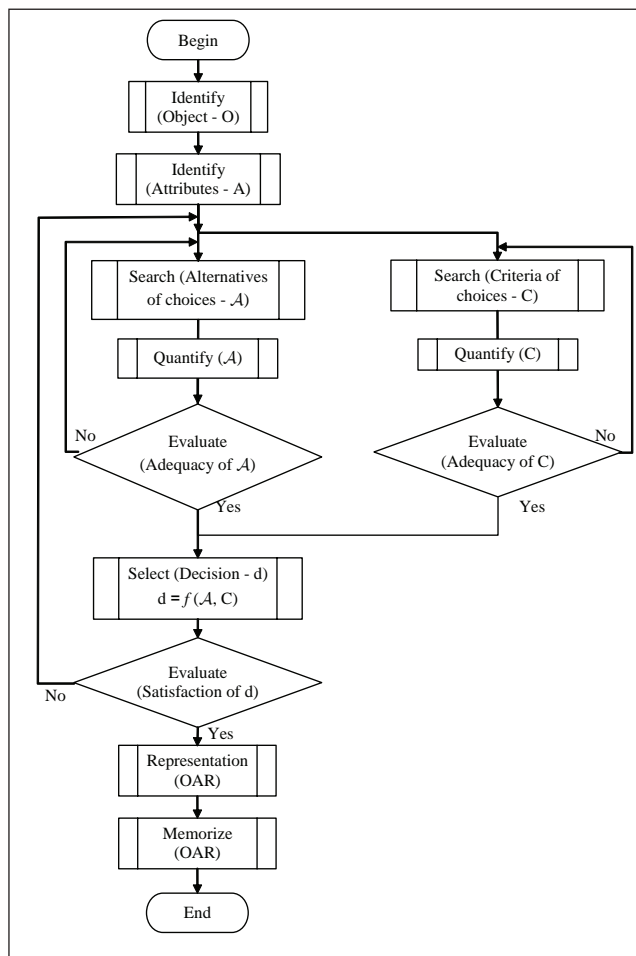 Begin
Identify
(Object - O)
Identify
(Attributes - A)
Search (Alternatives
of choices - 𝒜)
Search (Criteria of
choices - C)
Quantify (𝒜)
Quantify (C)
No
Evaluate
(Adequacy of 𝒜)
Evaluate
(Adequacy of C)
No
Yes
Yes
Select (Decision - d)
d = f (𝒜, C)
Evaluate
(Satisfaction of d)
No
Yes
Representation
(OAR)
Memorize
(OAR)
End